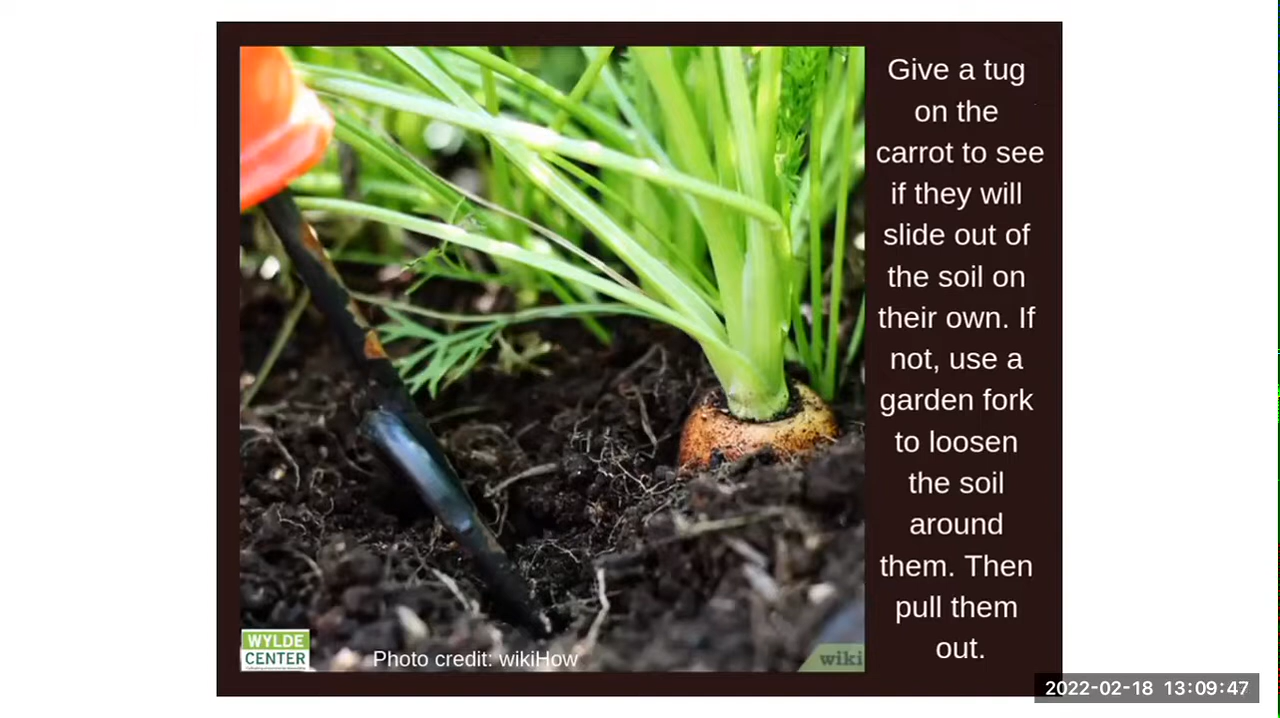 Give a tug
on the
carrot to see
if they will
slide out of
the soil on
their own. If
not, use a
garden fork
to loosen
the soil
around
them. Then
pull them
out.
WYLDE
CENTER
Photo credit: wikiHow
wiki
2022-02-18 13:09:47